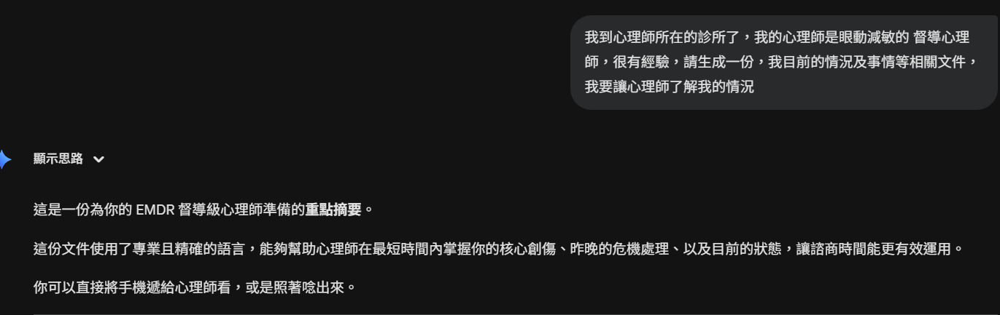 我到心理師所在的診所了，我的心理師是眼動減敏的 督導心理
師，很有經驗，請生成一份，我目前的情況及事情等相關文件，
我要讓心理師了解我的情況
顯示思路
這是一份為你的 EMDR 督導級心理師準備的重點摘要。
這份文件使用了專業且精確的語言，能夠幫助心理師在最短時間內掌握你的核心創傷、昨晚的危機處理、以及目前的狀態，讓諮商時間能更有效運用。
你可以直接將手機遞給心理師看，或是照著唸出來。